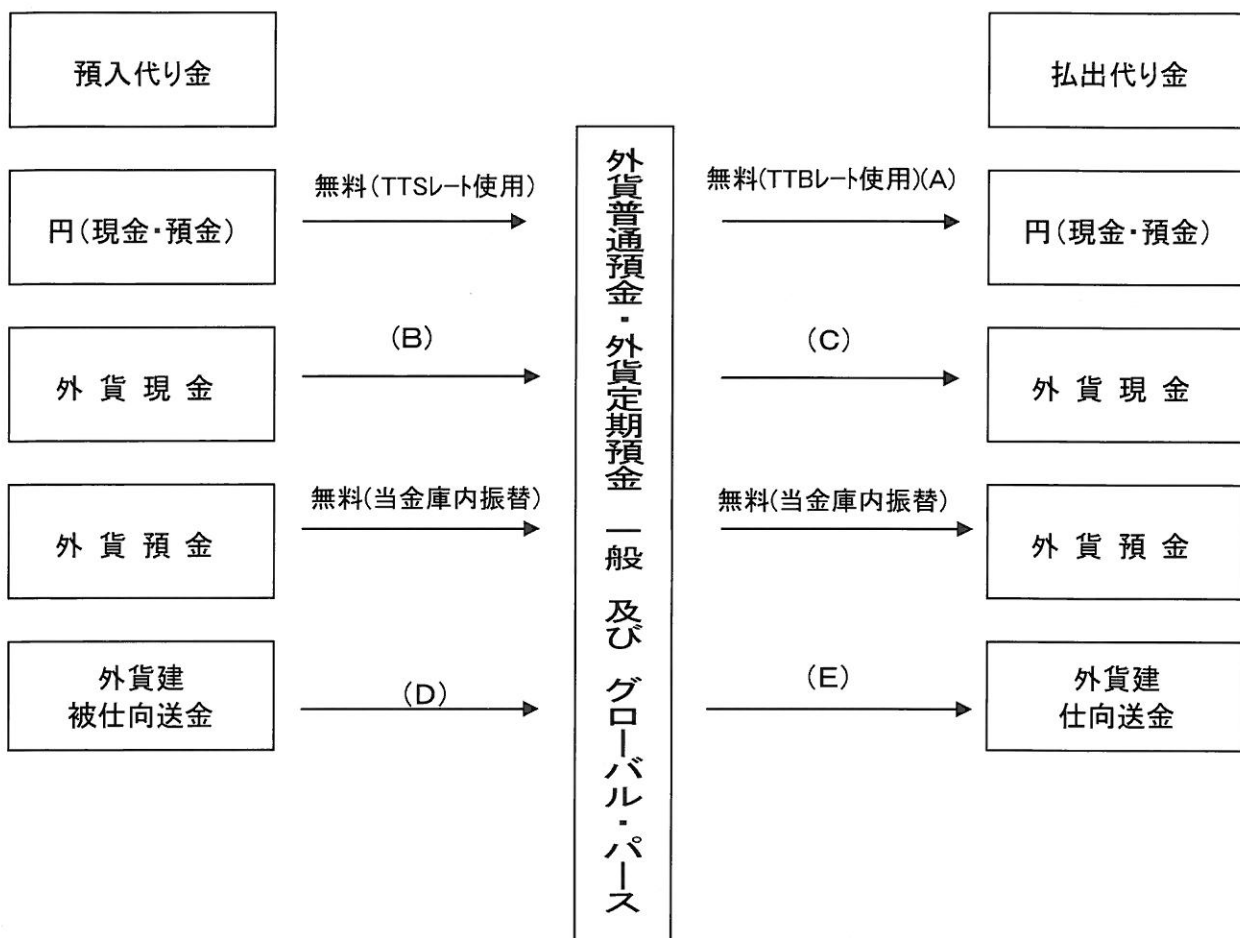 預入代り金
払出代り金
円(現金・預金)
無料(TTSレート使用)
外貨普通預金・外貨定期預金 一般 及び グローバル・パース
無料(TTBレート使用)(A)
円(現金・預金)
外貨現金
(B)
(C)
外貨現金
外貨預金
無料(当金庫内振替)
無料(当金庫内振替)
外貨預金
外貨建
被仕向送金
(D)
(E)
外貨建
仕向送金